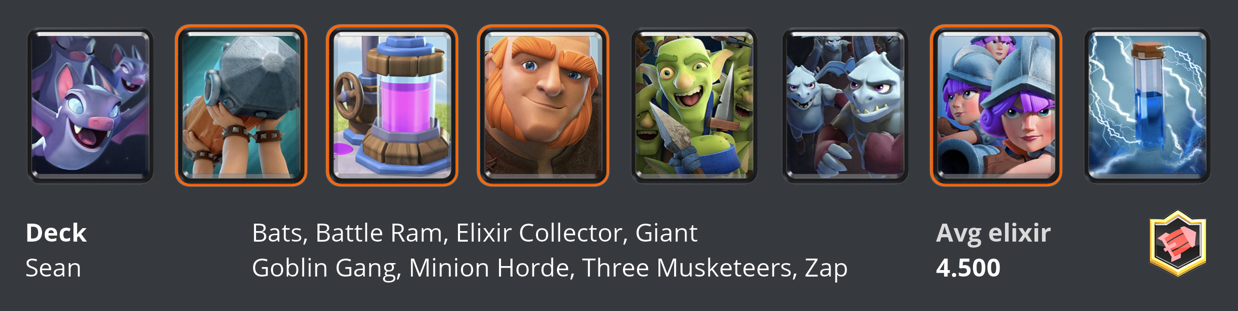 Deck
Bats, Battle Ram, Elixir Collector, Giant
Avg elixir
Sean
Goblin Gang, Minion Horde, Three Musketeers, Zap
4.500